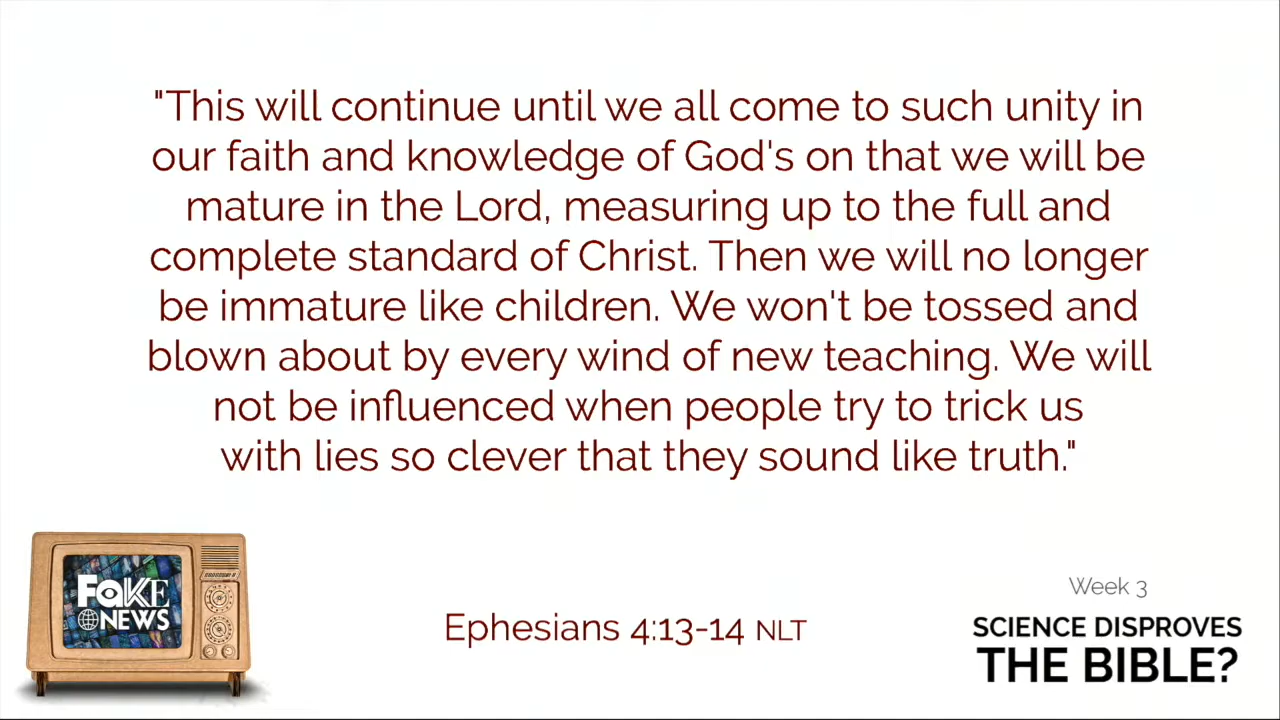 "This will continue until we all come to such unity in
our faith and knowledge of God's on that we will be
mature in the Lord, measuring up to the full and
complete standard of Christ. Then we will no longer
be immature like children. We won't be tossed and
blown about by every wind of new teaching. We will
not be influenced when people try to trick us
with lies so clever that they sound like truth."
FaKE
NEWS
Ephesians 4:13-14 NLT
Week 3
SCIENCE DISPROVES
THE BIBLE?